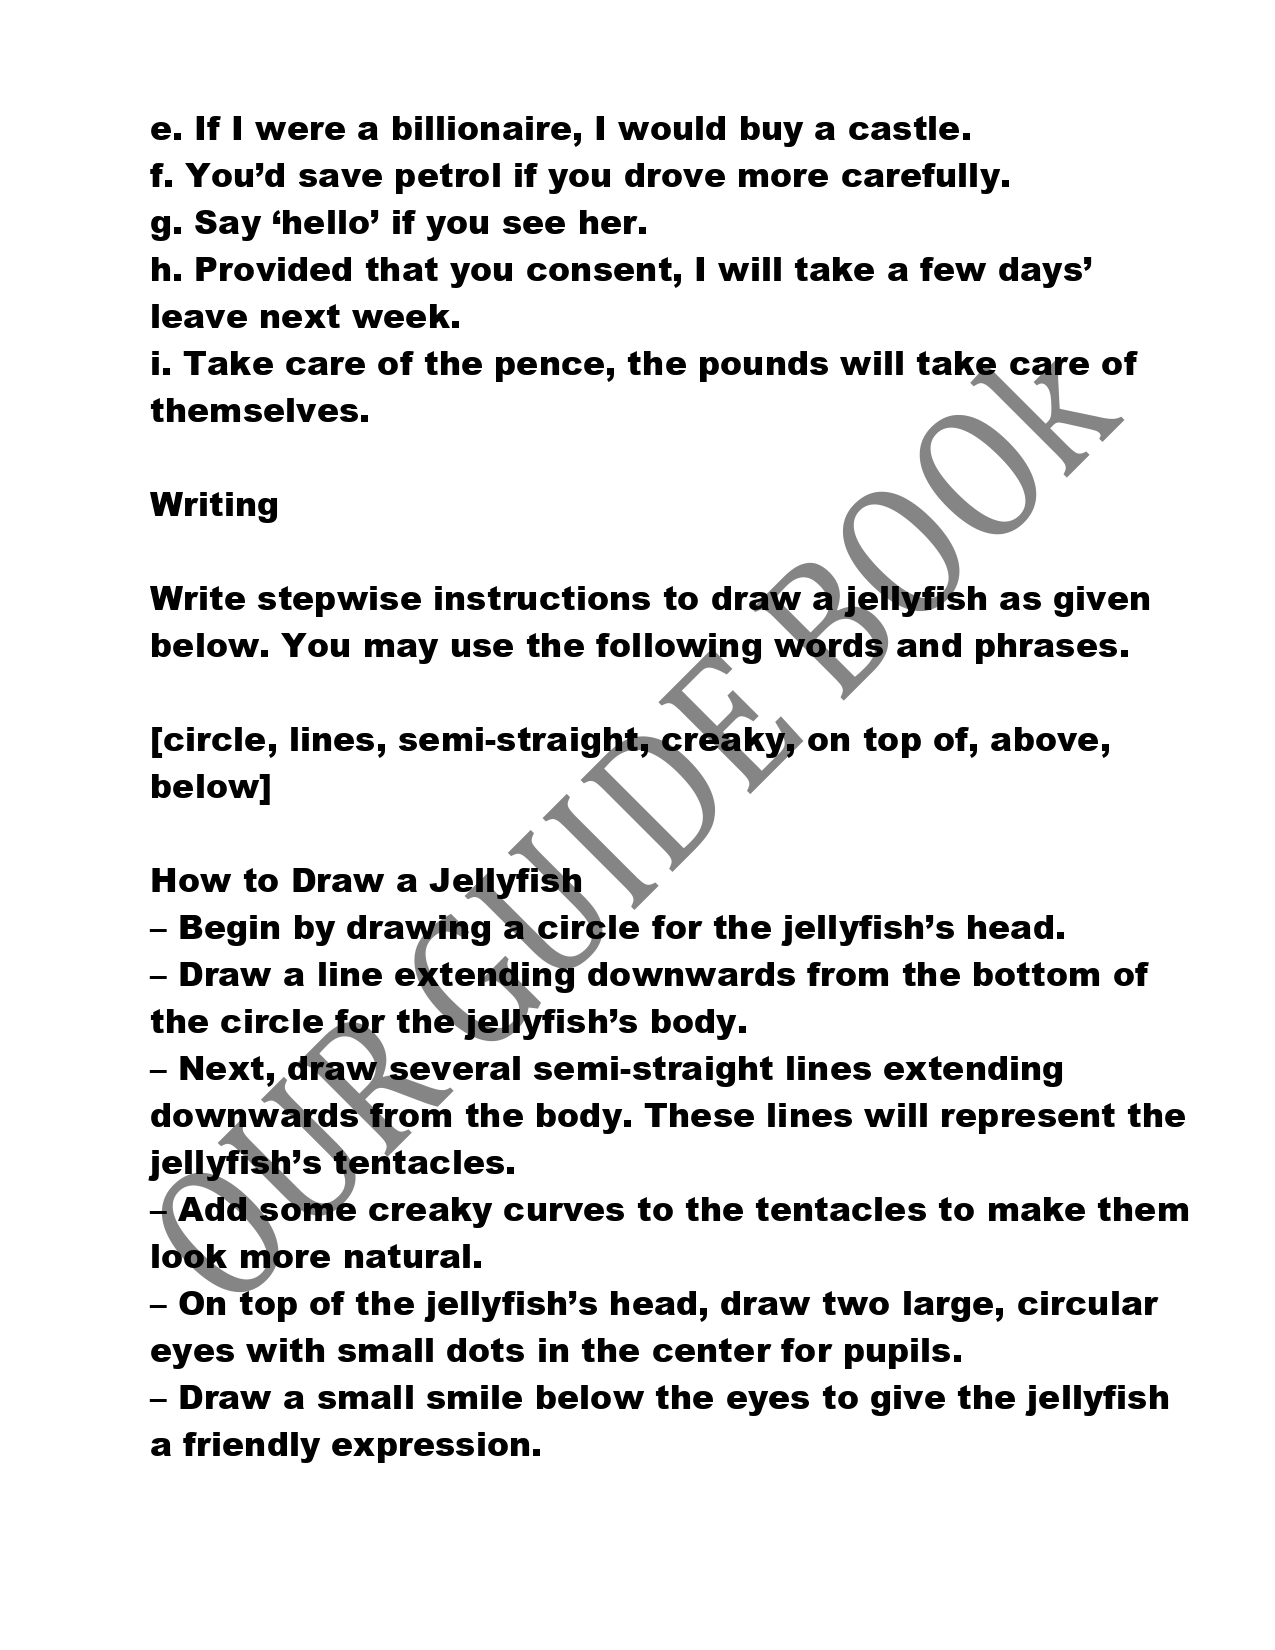 e. If I were a billionaire, I would buy a castle.
f. You’d save petrol if you drove more carefully.
g. Say ‘hello’ if you see her.
h. Provided that you consent, I will take a few days’
leave next week.
i. Take care of the pence, the pounds will take care of
themselves.
Writing
Write stepwise instructions to draw a jellyfish as given
below. You may use the following words and phrases.
[circle, lines, semi-straight, creaky, on top of, above,
below]
How to Draw a Jellyfish
– Begin by drawing a circle for the jellyfish’s head.
– Draw a line extending downwards from the bottom of
the circle for the jellyfish’s body.
– Next, draw several semi-straight lines extending
downwards from the body. These lines will represent the
jellyfish’s tentacles.
– Add some creaky curves to the tentacles to make them
look more natural.
– On top of the jellyfish’s head, draw two large, circular
eyes with small dots in the center for pupils.
– Draw a small smile below the eyes to give the jellyfish
a friendly expression.
OUR GUIDE BOOk